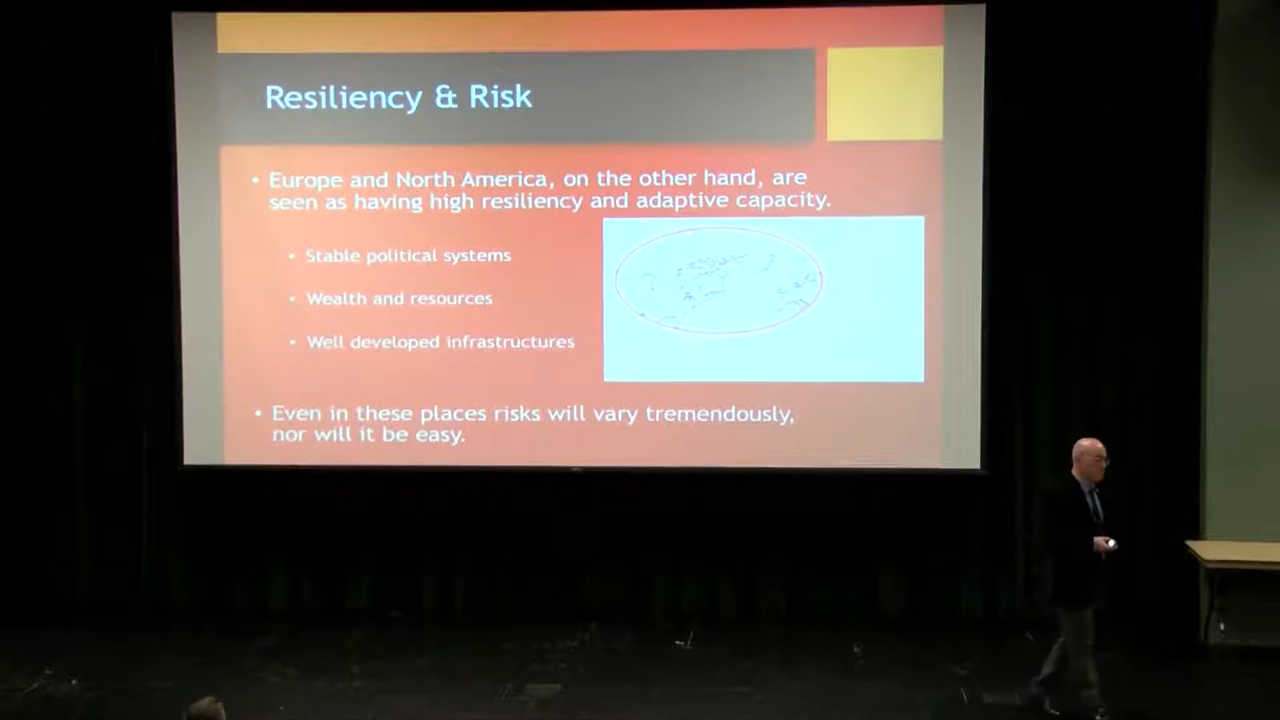 Resiliency & Risk
• Europe and North America, on the other hand, are
seen as having high resiliency and adaptive capacity.
• Stable political systems
• Wealth and resources
• Well developed infrastructures
• Even in these places risks will vary tremendously,
nor will it be easy.